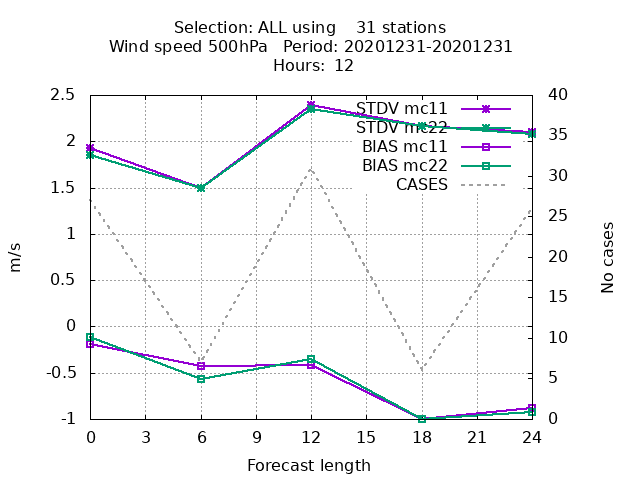 Selection: ALL using    31 stations
Wind speed 500hPa   Period: 20201231-20201231
Hours: 12
2.5
2
1.5
1
0.5
0
-0.5
-1
m/s
STDV mc11
STDV mc22
BIAS mc11
BIAS mc22
CASES
40
35
30
25
20
15
10
5
0
No cases
0 3 6 9 12 15 18 21 24
Forecast length